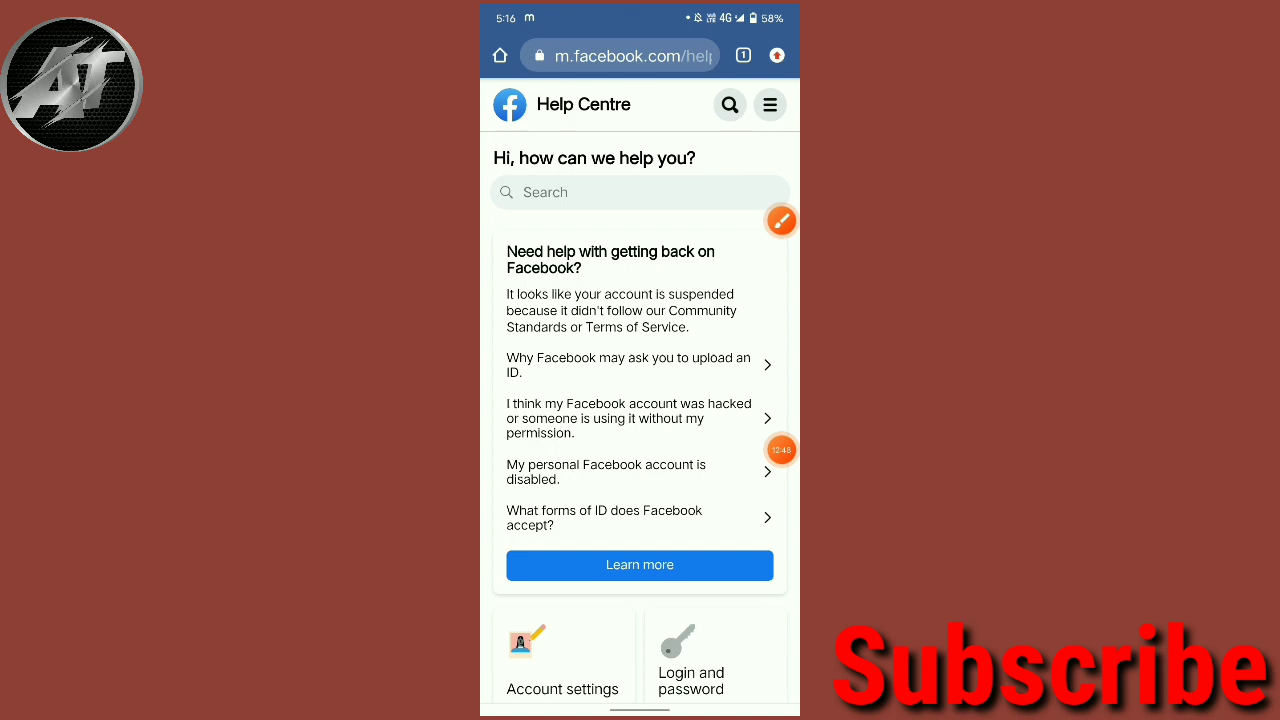 AT
5:16 m 4G 58%
m.facebook.com/help
1
Help Centre
Hi, how can we help you?
Search
Need help with getting back on
Facebook?
It looks like your account is suspended
because it didn't follow our Community
Standards or Terms of Service.
Why Facebook may ask you to upload an
ID.
I think my Facebook account was hacked
or someone is using it without my
permission.
12:48
My personal Facebook account is
disabled.
What forms of ID does Facebook
accept?
Learn more
Account settings
Login and
password
Subscribe